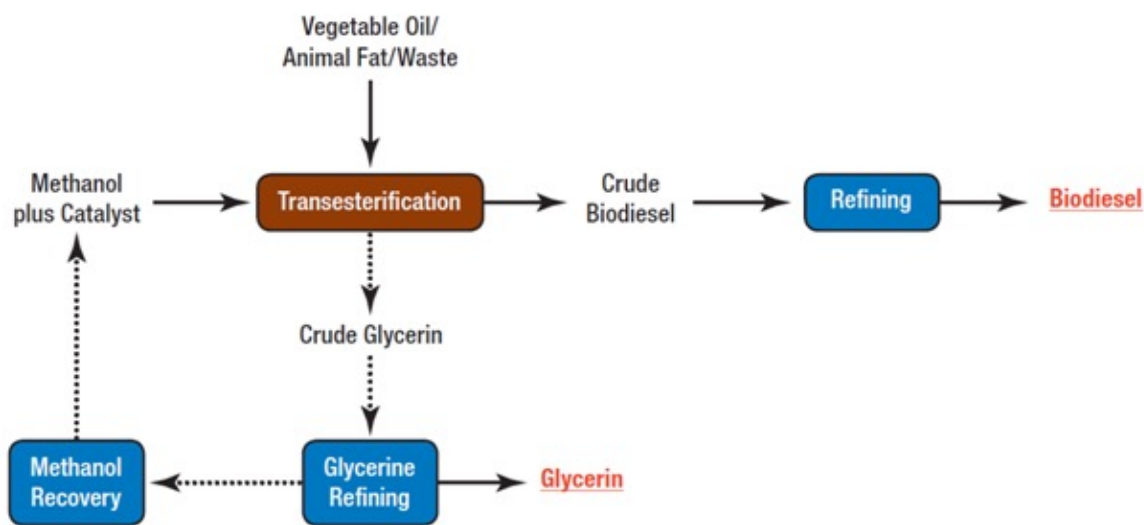 Vegetable Oil/
Animal Fat/Waste
Methanol
plus Catalyst
Transesterification
Crude
Biodiesel
Refining
Biodiesel
Crude Glycerin
Methanol
Recovery
Glycerine
Refining
Glycerin